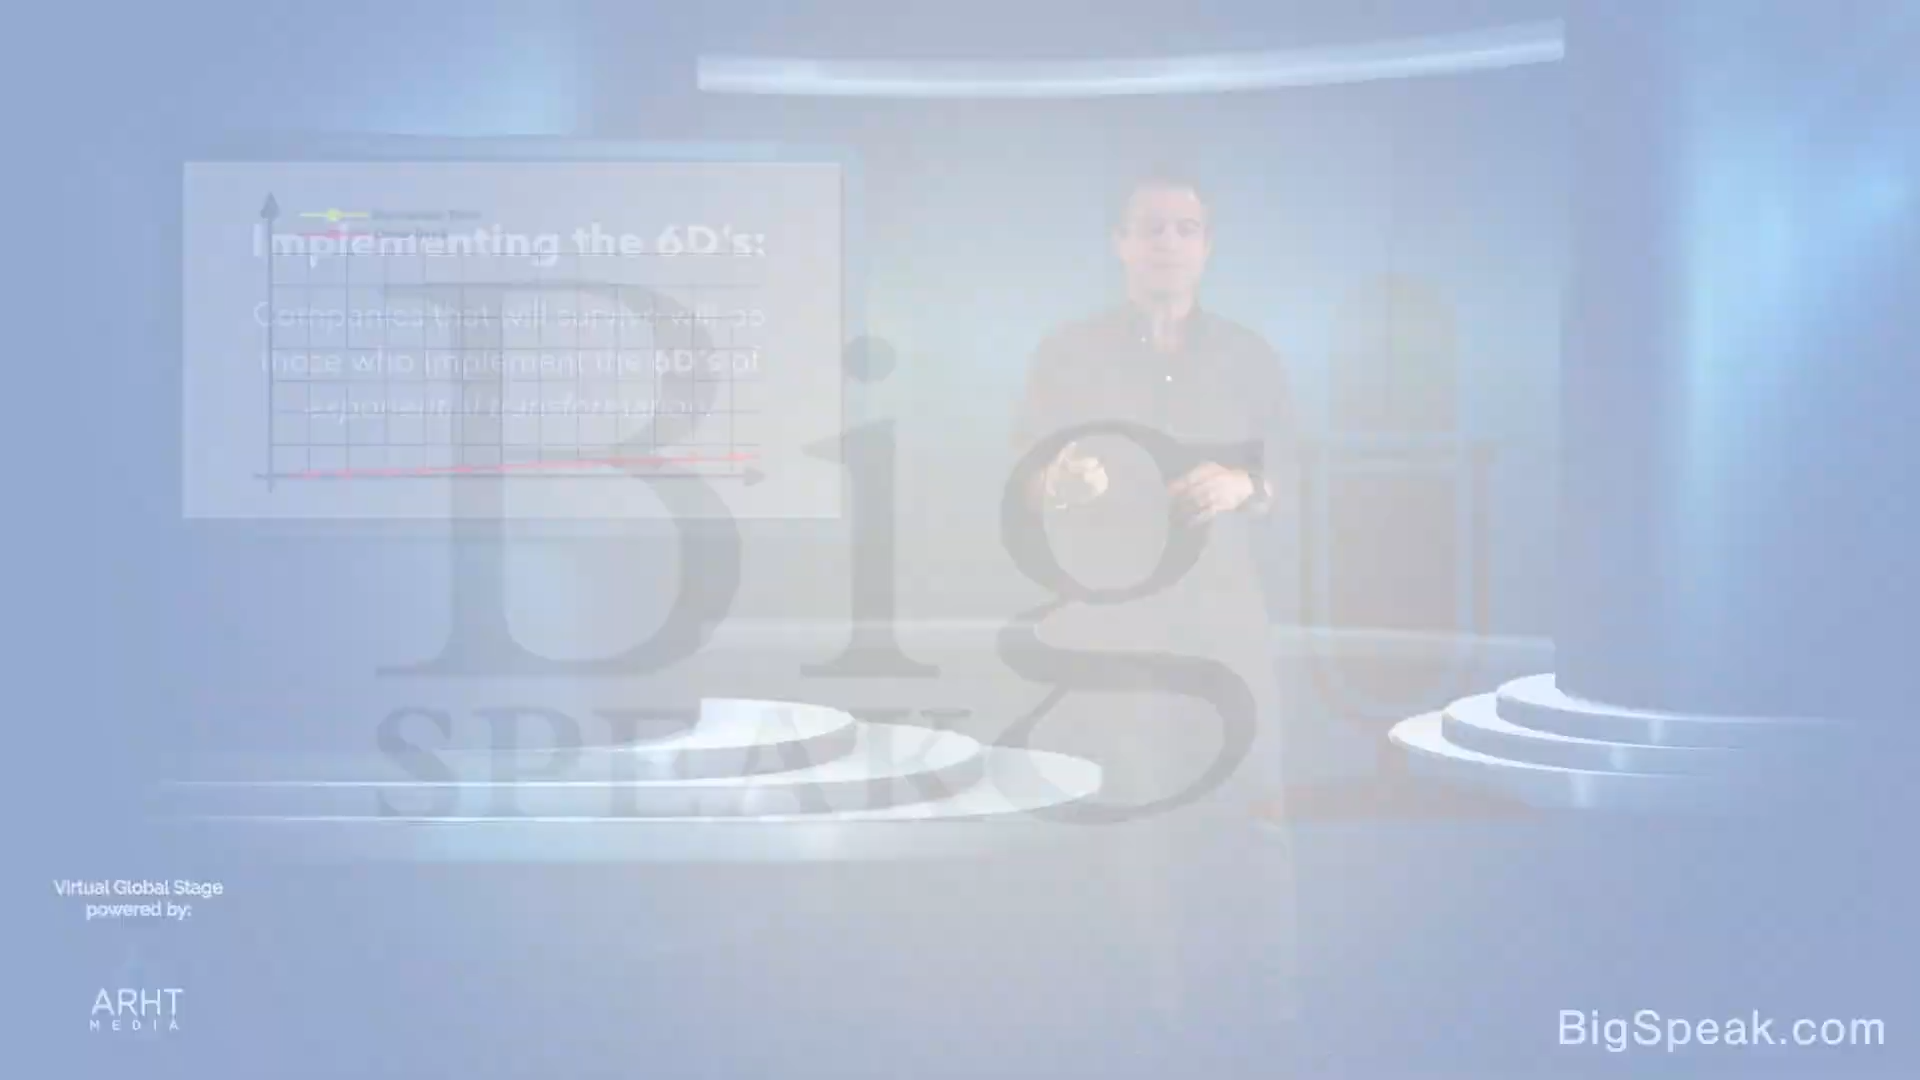 Implementing the 6D's:
Companies that will survive will be
those who implement the 6D's of
exponential transformation.
Big
SPEAK
Virtual Global Stage
powered by:
ARHT
MEDIA
BigSpeak.com